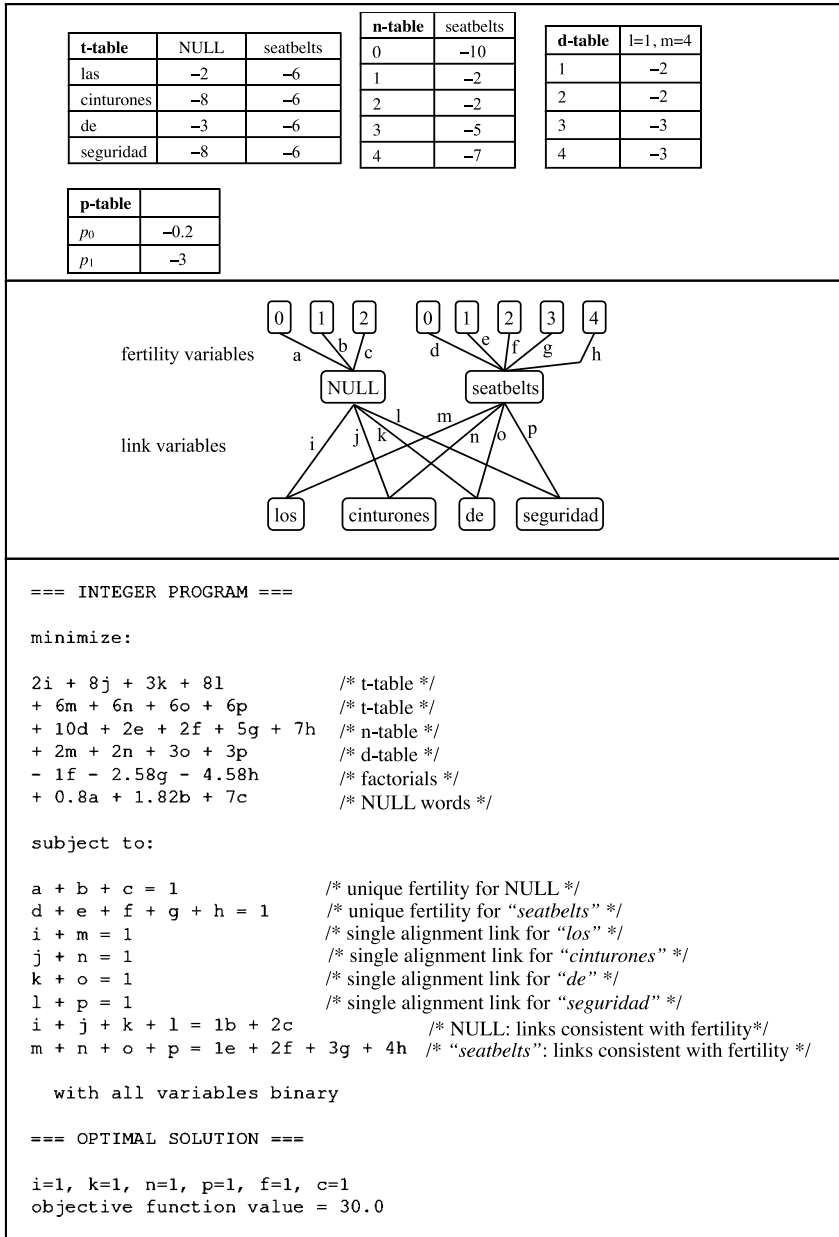 t-table NULL seatbelts
las −2 −6
cinturones −8 −6
de −3 −6
seguridad −8 −6
n-table seatbelts
0 −10
1 −2
2 −2
3 −5
4 −7
d-table l=1, m=4
1 −2
2 −2
3 −3
4 −3
p-table
p0 −0.2
p1 −3
0 1 2 0 1 2 3 4
fertility variables a b c d e f g h
NULL seatbelts
link variables i j k l m n o p
los cinturones de seguridad
=== INTEGER PROGRAM ===
minimize:
2i + 8j + 3k + 8l /* t-table */
+ 6m + 6n + 6o + 6p /* t-table */
+ 10d + 2e + 2f + 5g + 7h /* n-table */
+ 2m + 2n + 3o + 3p /* d-table */
- 1f - 2.58g - 4.58h /* factorials */
+ 0.8a + 1.82b + 7c /* NULL words */
subject to:
a + b + c = 1 /* unique fertility for NULL */
d + e + f + g + h = 1 /* unique fertility for “seatbelts” */
i + m = 1 /* single alignment link for “los” */
j + n = 1 /* single alignment link for “cinturones” */
k + o = 1 /* single alignment link for “de” */
l + p = 1 /* single alignment link for “seguridad” */
i + j + k + l = 1b + 2c /* NULL: links consistent with fertility*/
m + n + o + p = 1e + 2f + 3g + 4h /* “seatbelts”: links consistent with fertility */
with all variables binary
=== OPTIMAL SOLUTION ===
i=1, k=1, n=1, p=1, f=1, c=1
objective function value = 30.0